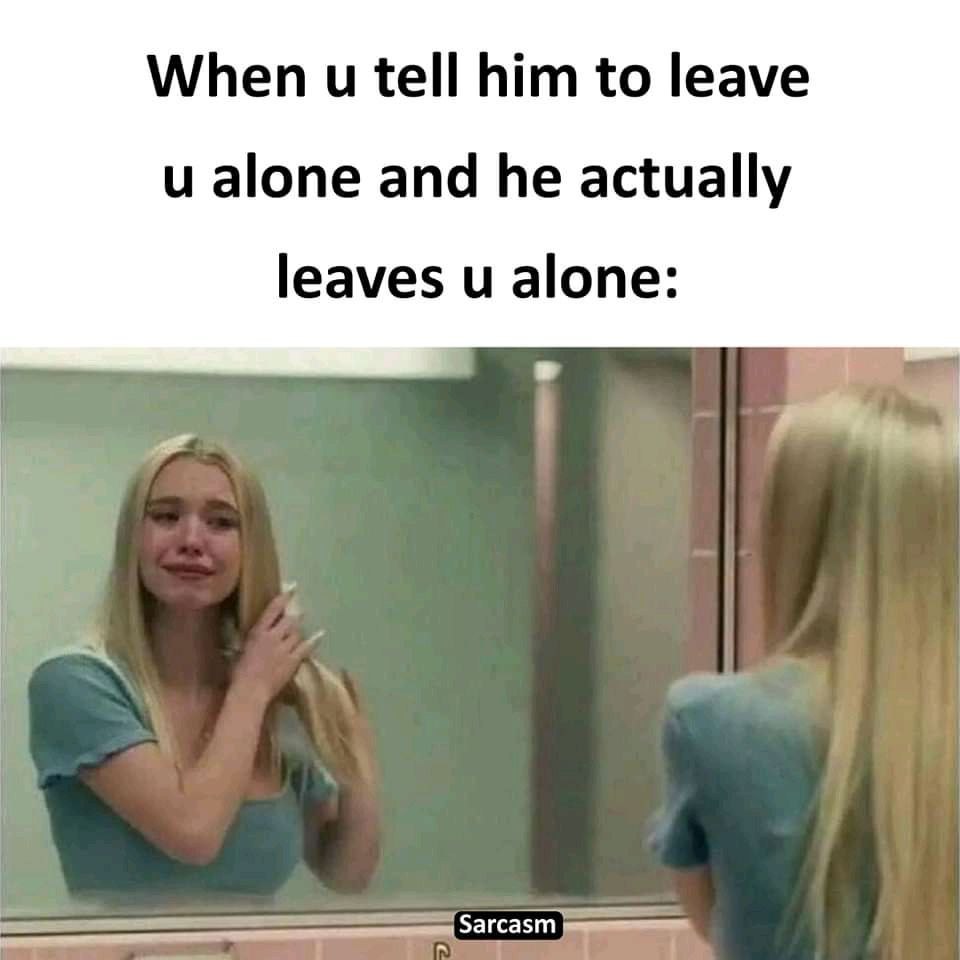 When u tell him to leave
u alone and he actually
leaves u alone:
Sarcasm